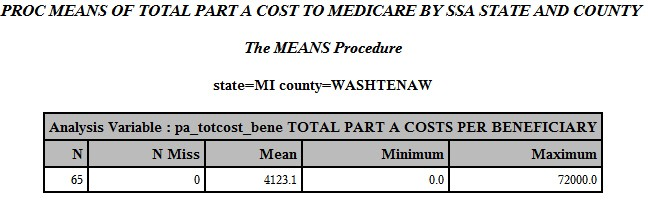 PROC MEANS OF TOTAL PART A COST TO MEDICARE BY SSA STATE AND COUNTY
The MEANS Procedure
state=MI county=WASHTENAW
Analysis Variable : pa_totcost_bene TOTAL PART A COSTS PER BENEFICIARY
N N Miss Mean Minimum Maximum
65 0 4123.1 0.0 72000.0